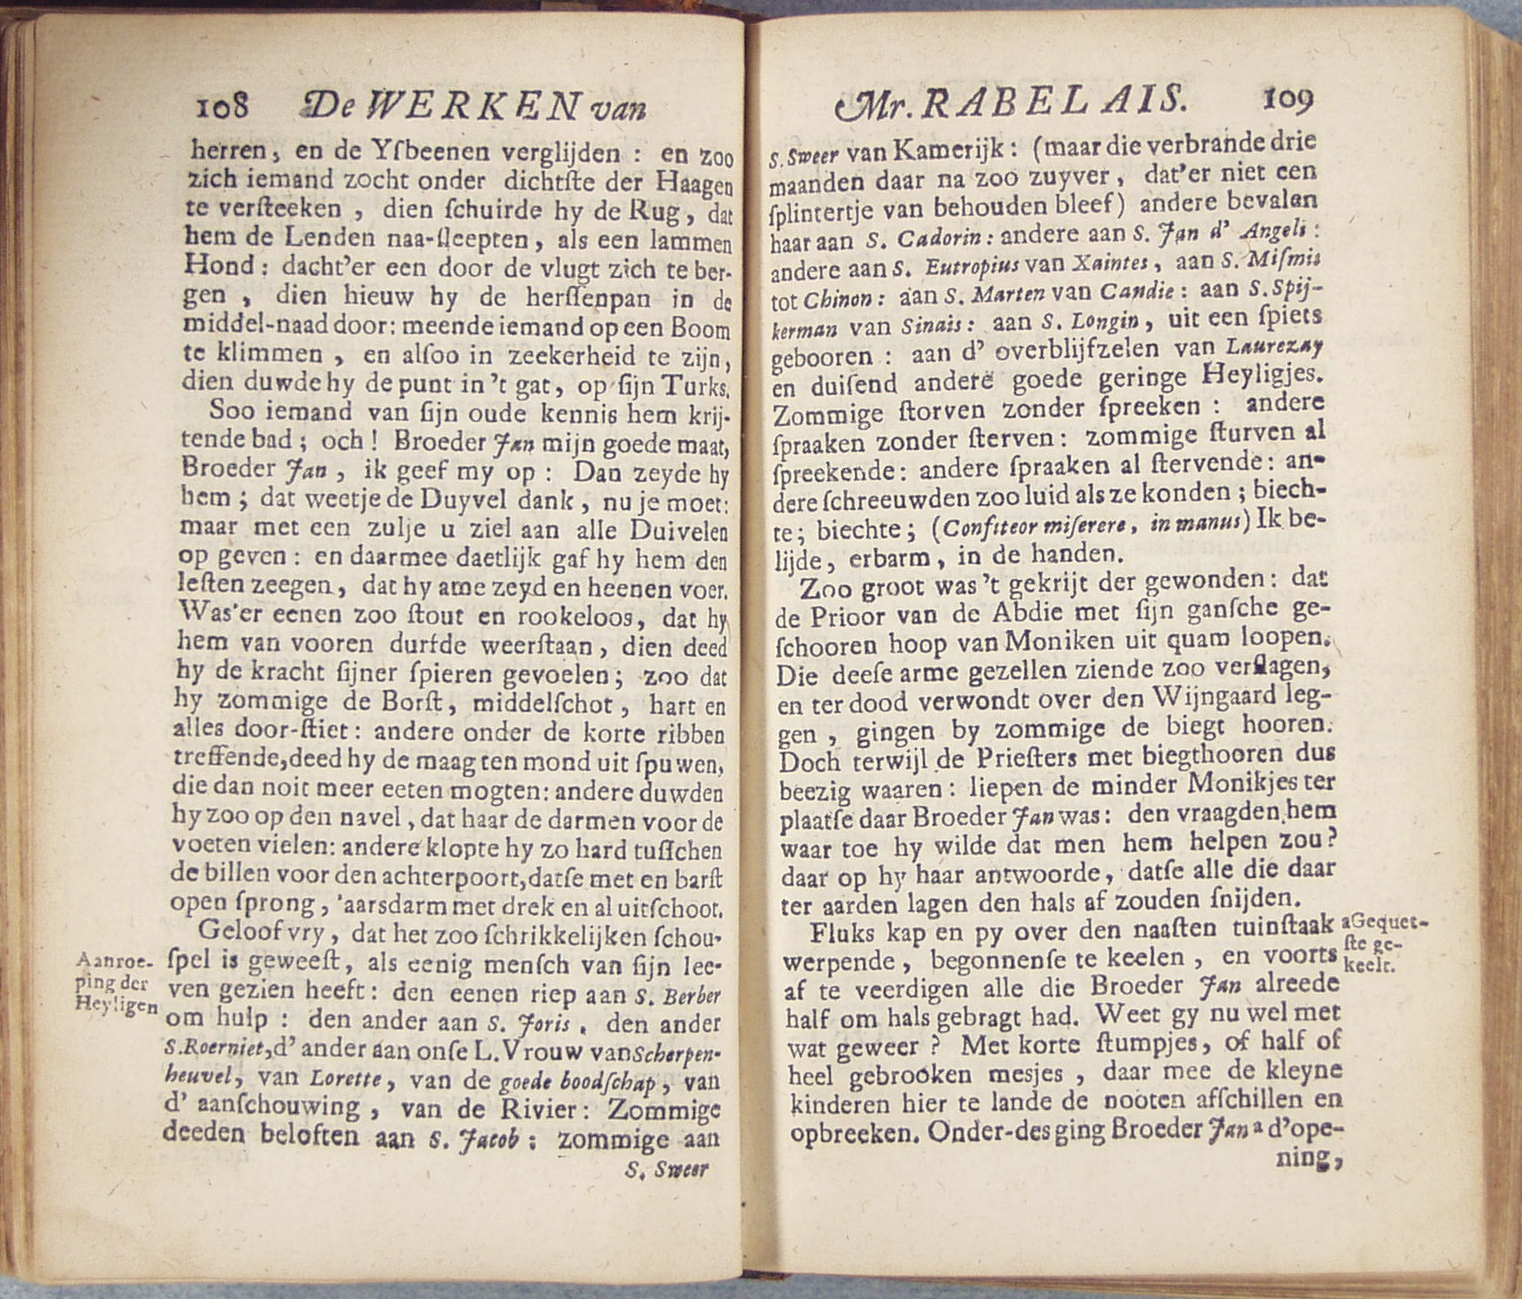 108 De WERKEN van
herren, en de Yſbeenen verglijden : en zoo
zich iemand zocht onder dichtſte der Haagen
te verſteeken , dien ſchuirde hy de Rug, dat
hem de Lenden naa-ſleepten, als een lammen
Hond: dacht'er een door de vlugt zich te ber-
gen , dien hieuw hy de herſſenpan in de
middel-naad door: meende iemand op een Boom
te klimmen , en alſoo in zeekerheid te zijn,
dien duwde hy de punt in 't gat, op ſijn Turks.
Soo iemand van ſijn oude kennis hem krij-
tende bad ; och ! Broeder Jan mijn goede maat,
Broeder Jan , ik geef my op : Dan zeyde hy
hem ; dat weetje de Duyvel dank , nu je moet:
maar met een zulje u ziel aan alle Duivelen
op geven : en daarmee daetlijk gaf hy hem den
leſten zeegen, dat hy ame zeyd en heenen voer.
Was'er eenen zoo ſtout en rookeloos, dat hy
hem van vooren durfde weerſtaan, dien deed
hy de kracht ſijner ſpieren gevoelen; zoo dat
hy zommige de Borſt, middelſchot, hart en
alles door-ſtiet: andere onder de korte ribben
treffende,deed hy de maag ten mond uit ſpuwen,
die dan noit meer eeten mogten: andere duwden
hy zoo op den navel, dat haar de darmen voor de
voeten vielen: andere klopte hy zo hard tuſſchen
de billen voor den achterpoort,datſe met en barſt
open ſprong, 'aarsdarm met drek en al uitſchoot.
Geloof vry, dat het zoo ſchrikkelijken ſchou-
ſpel is geweeſt, als eenig menſch van ſijn lee-
ven gezien heeft: den eenen riep aan S. Berber
om hulp : den ander aan S. Joris, den ander
S.Roerniet,d' ander aan onſe L.Vrouw van Scherpen-
heuvel, van Lorette, van de goede boodſchap, van
d' aanſchouwing , van de Rivier: Zommige
deeden beloften aan S. Jacob: zommige aan
S. Sweer
Aanroe-
ping der
Heyligen
Mr. RABELAIS. 109
S. Sweer van Kamerijk: (maar die verbrande drie
maanden daar na zoo zuyver, dat'er niet een
ſplintertje van behouden bleef) andere bevalen
haar aan S. Cadorin: andere aan S. Jan d' Angeli:
andere aan S. Eutropius van Xaintes, aan S. Miſmis
tot Chinon: aan S. Marten van Candie: aan S. Spij-
kerman van Sinais: aan S. Longin, uit een ſpiets
gebooren : aan d' overblijfzelen van Laurezay
en duiſend andere goede geringe Heyligjes.
Zommige ſtorven zonder ſpreeken : andere
ſpraaken zonder ſterven: zommige ſturven al
ſpreekende: andere ſpraaken al ſtervende: an-
dere ſchreeuwden zoo luid als ze konden; biech-
te; biechte; (Confiteor miſerere, in manus) Ik be-
lijde, erbarm, in de handen.
Zoo groot was 't gekrijt der gewonden: dat
de Prioor van de Abdie met ſijn ganſche ge-
ſchooren hoop van Moniken uit quam loopen.
Die deeſe arme gezellen ziende zoo verſlagen,
en ter dood verwondt over den Wijngaard leg-
gen , gingen by zommige de biegt hooren.
Doch terwijl de Prieſters met biegthooren dus
beezig waaren: liepen de minder Monikjes ter
plaatſe daar Broeder Jan was: den vraagden hem
waar toe hy wilde dat men hem helpen zou?
daar op hy haar antwoorde, datſe alle die daar
ter aarden lagen den hals af zouden ſnijden.
Fluks kap en py over den naaſten tuinſtaak
werpende, begonnenſe te keelen , en voorts
af te veerdigen alle die Broeder Jan alreede
half om hals gebragt had. Weet gy nu wel met
wat geweer ? Met korte ſtumpjes, of half of
heel gebrooken mesjes , daar mee de kleyne
kinderen hier te lande de nooten afſchillen en
opbreeken. Onder-des ging Broeder Jan a d'ope-
ning,
aGequet-
ſte ge-
keelt.